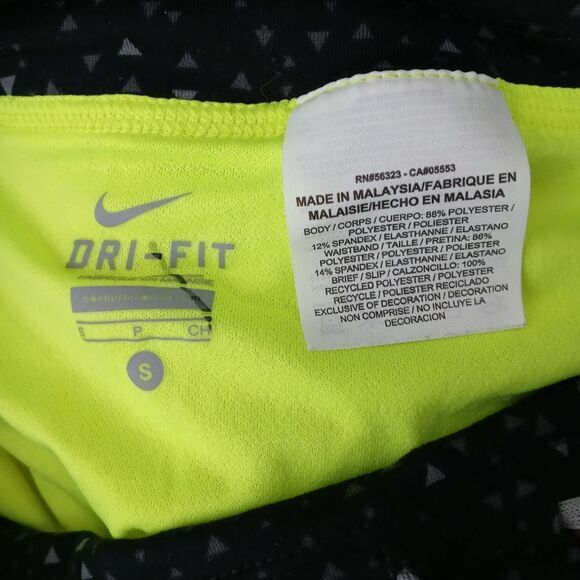 DRI-FIT
nikebetterworld
S P CH
S
RN#56323 - CA#05553
MADE IN MALAYSIA/FABRIQUE EN
MALAISIE/HECHO EN MALASIA
BODY / CORPS / CUERPO: 88% POLYESTER /
POLYESTER / POLIESTER
12% SPANDEX / ELASTHANNE / ELASTANO
WAISTBAND / TAILLE / PRETINA: 86%
POLYESTER / POLYESTER / POLIESTER
14% SPANDEX / ELASTHANNE / ELASTANO
BRIEF / SLIP / CALZONCILLO: 100%
RECYCLED POLYESTER / POLYESTER
RECYCLE / POLIESTER RECICLADO
EXCLUSIVE OF DECORATION / DECORATION
NON COMPRISE / NO INCLUYE LA
DECORACION